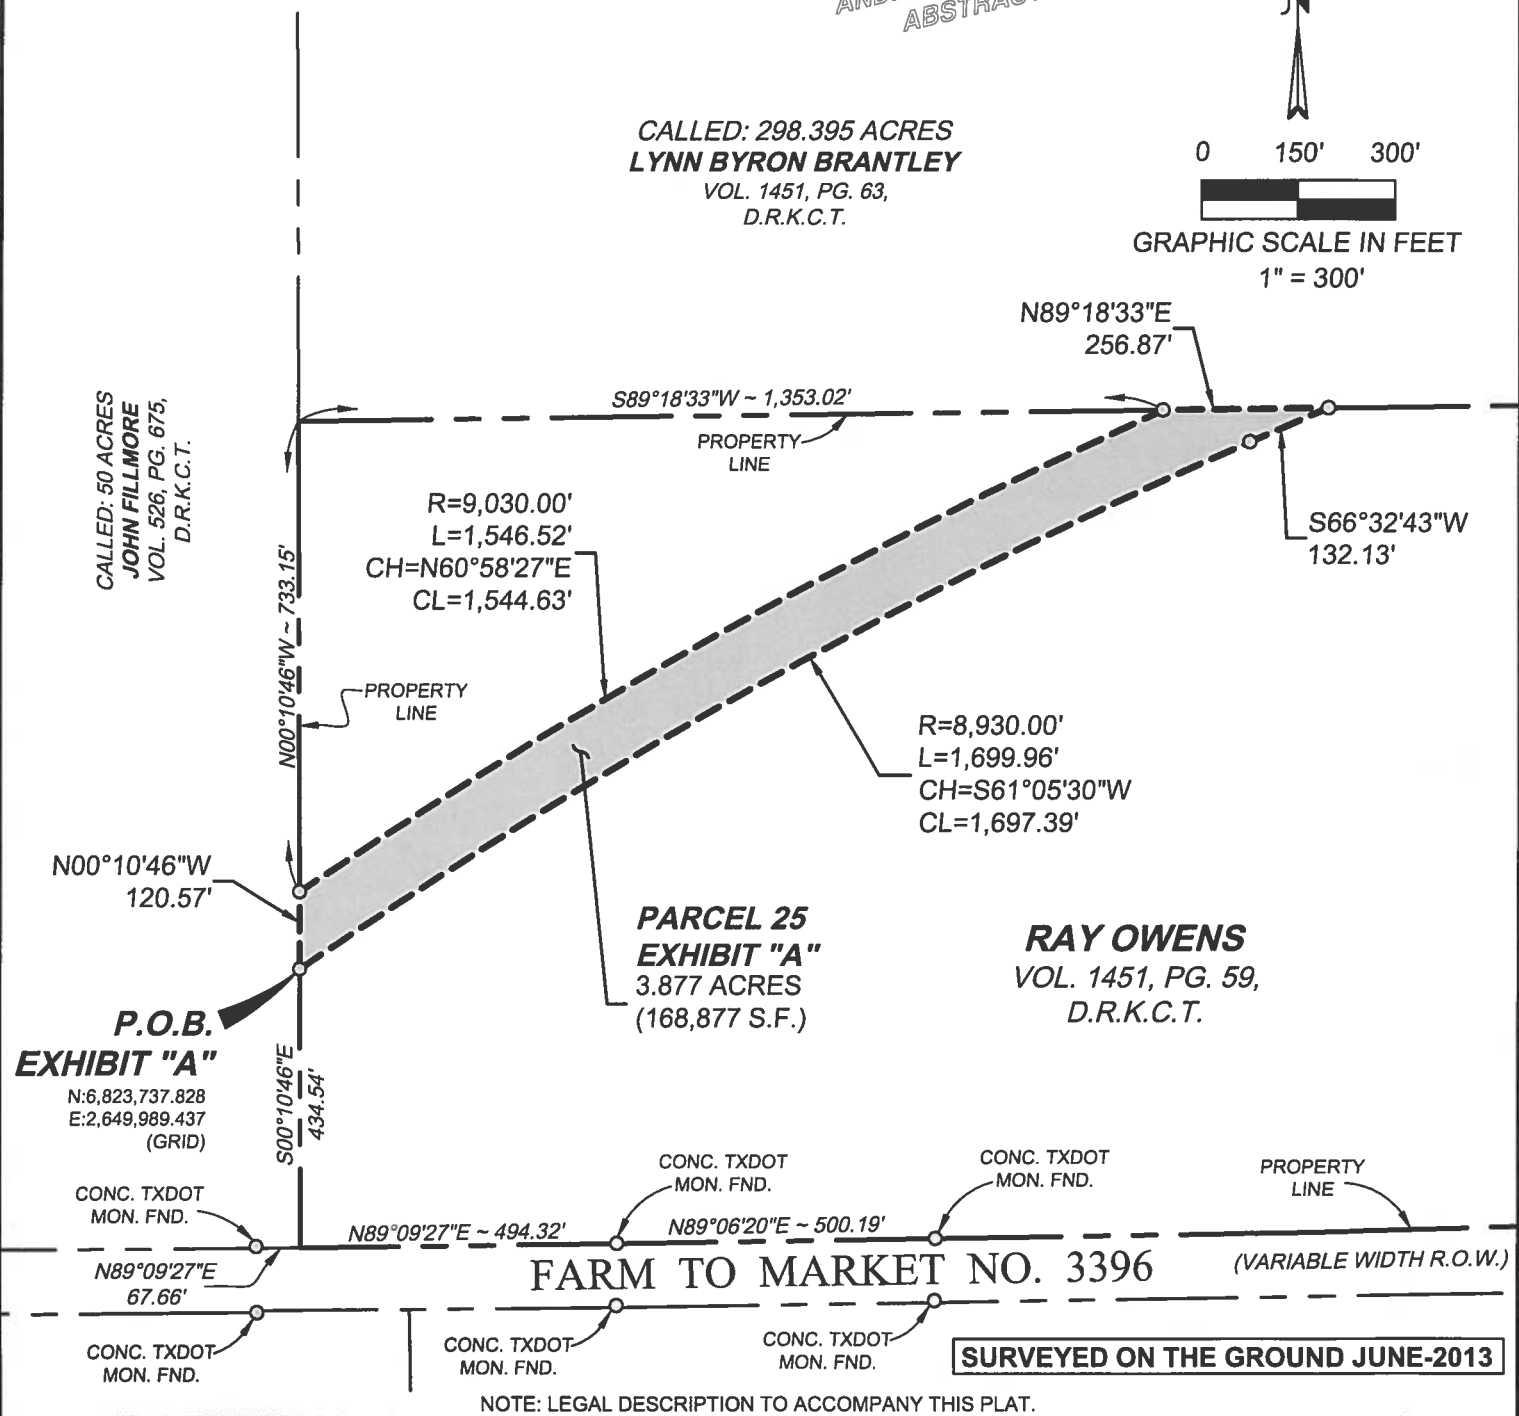 ABSTRAC
N
CALLED: 298.395 ACRES
LYNN BYRON BRANTLEY
VOL. 1451, PG. 63,
D.R.K.C.T.
0 150' 300'
GRAPHIC SCALE IN FEET
1" = 300'
N89°18'33"E
256.87'
S89°18'33"W ~ 1,353.02'
PROPERTY
LINE
CALLED: 50 ACRES
JOHN FILLMORE
VOL. 526, PG. 675,
D.R.K.C.T.
R=9,030.00'
L=1,546.52'
CH=N60°58'27"E
CL=1,544.63'
S66°32'43"W
132.13'
N00°10'46"W ~ 733.15'
PROPERTY
LINE
R=8,930.00'
L=1,699.96'
CH=S61°05'30"W
CL=1,697.39'
N00°10'46"W
120.57'
PARCEL 25
EXHIBIT "A"
3.877 ACRES
(168,877 S.F.)
RAY OWENS
VOL. 1451, PG. 59,
D.R.K.C.T.
P.O.B.
EXHIBIT "A"
N:6,823,737.828
E:2,649,989.437
(GRID)
S00°10'46"E
434.54'
CONC. TXDOT
MON. FND.
CONC. TXDOT
MON. FND.
CONC. TXDOT
MON. FND.
PROPERTY
LINE
N89°09'27"E ~ 494.32'
N89°06'20"E ~ 500.19'
N89°09'27"E
67.66'
FARM TO MARKET NO. 3396
(VARIABLE WIDTH R.O.W.)
CONC. TXDOT
MON. FND.
CONC. TXDOT
MON. FND.
CONC. TXDOT
MON. FND.
SURVEYED ON THE GROUND JUNE-2013
NOTE: LEGAL DESCRIPTION TO ACCOMPANY THIS PLAT.